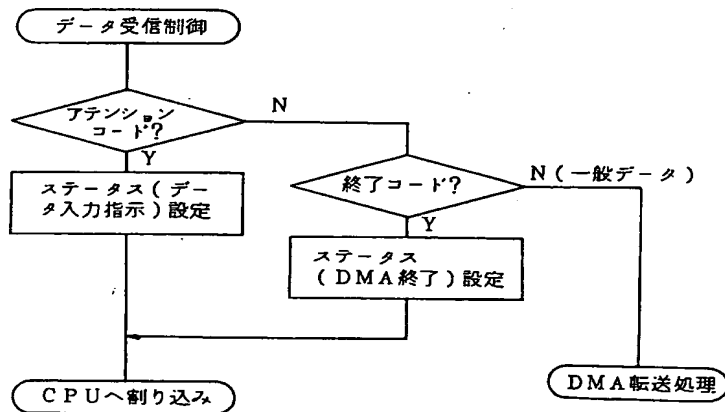 データ受信制御
アテンション
コード?
N
Y
ステータス(デー
タ入力指示)設定
終了コード?
N(一般データ)
Y
ステータス
(DMA終了)設定
CPUへ割り込み
DMA転送処理